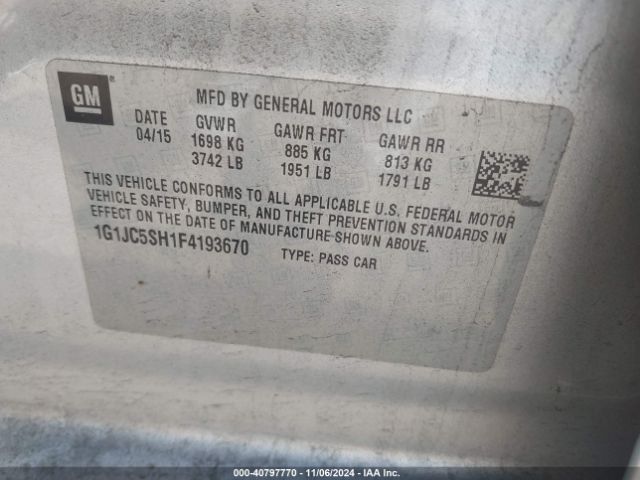 GM
MFD BY GENERAL MOTORS LLC
DATE GVWR GAWR FRT GAWR RR
04/15 1698 KG 885 KG 813 KG
3742 LB 1951 LB 1791 LB
THIS VEHICLE CONFORMS TO ALL APPLICABLE U.S. FEDERAL MOTOR
VEHICLE SAFETY, BUMPER, AND THEFT PREVENTION STANDARDS IN
EFFECT ON THE DATE OF MANUFACTURE SHOWN ABOVE.
1G1JC5SH1F4193670 TYPE: PASS CAR
000-40797770 - 11/06/2024 - IAA Inc.